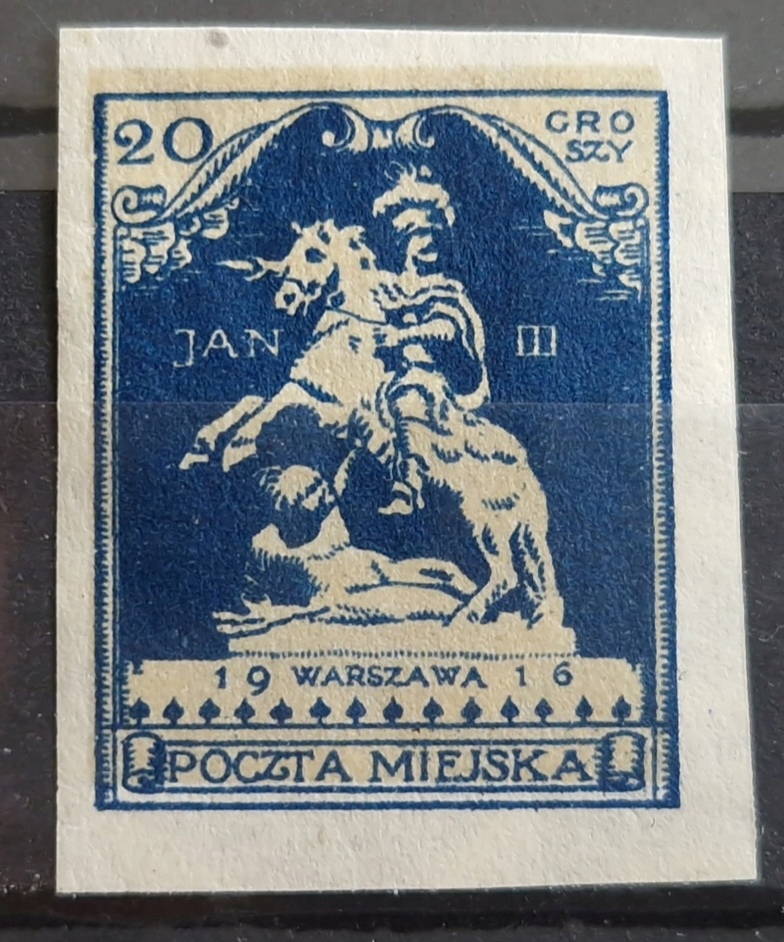 20 GRO
SZY
JAN III
19 WARSZAWA 16
POCZTA MIEJSKA